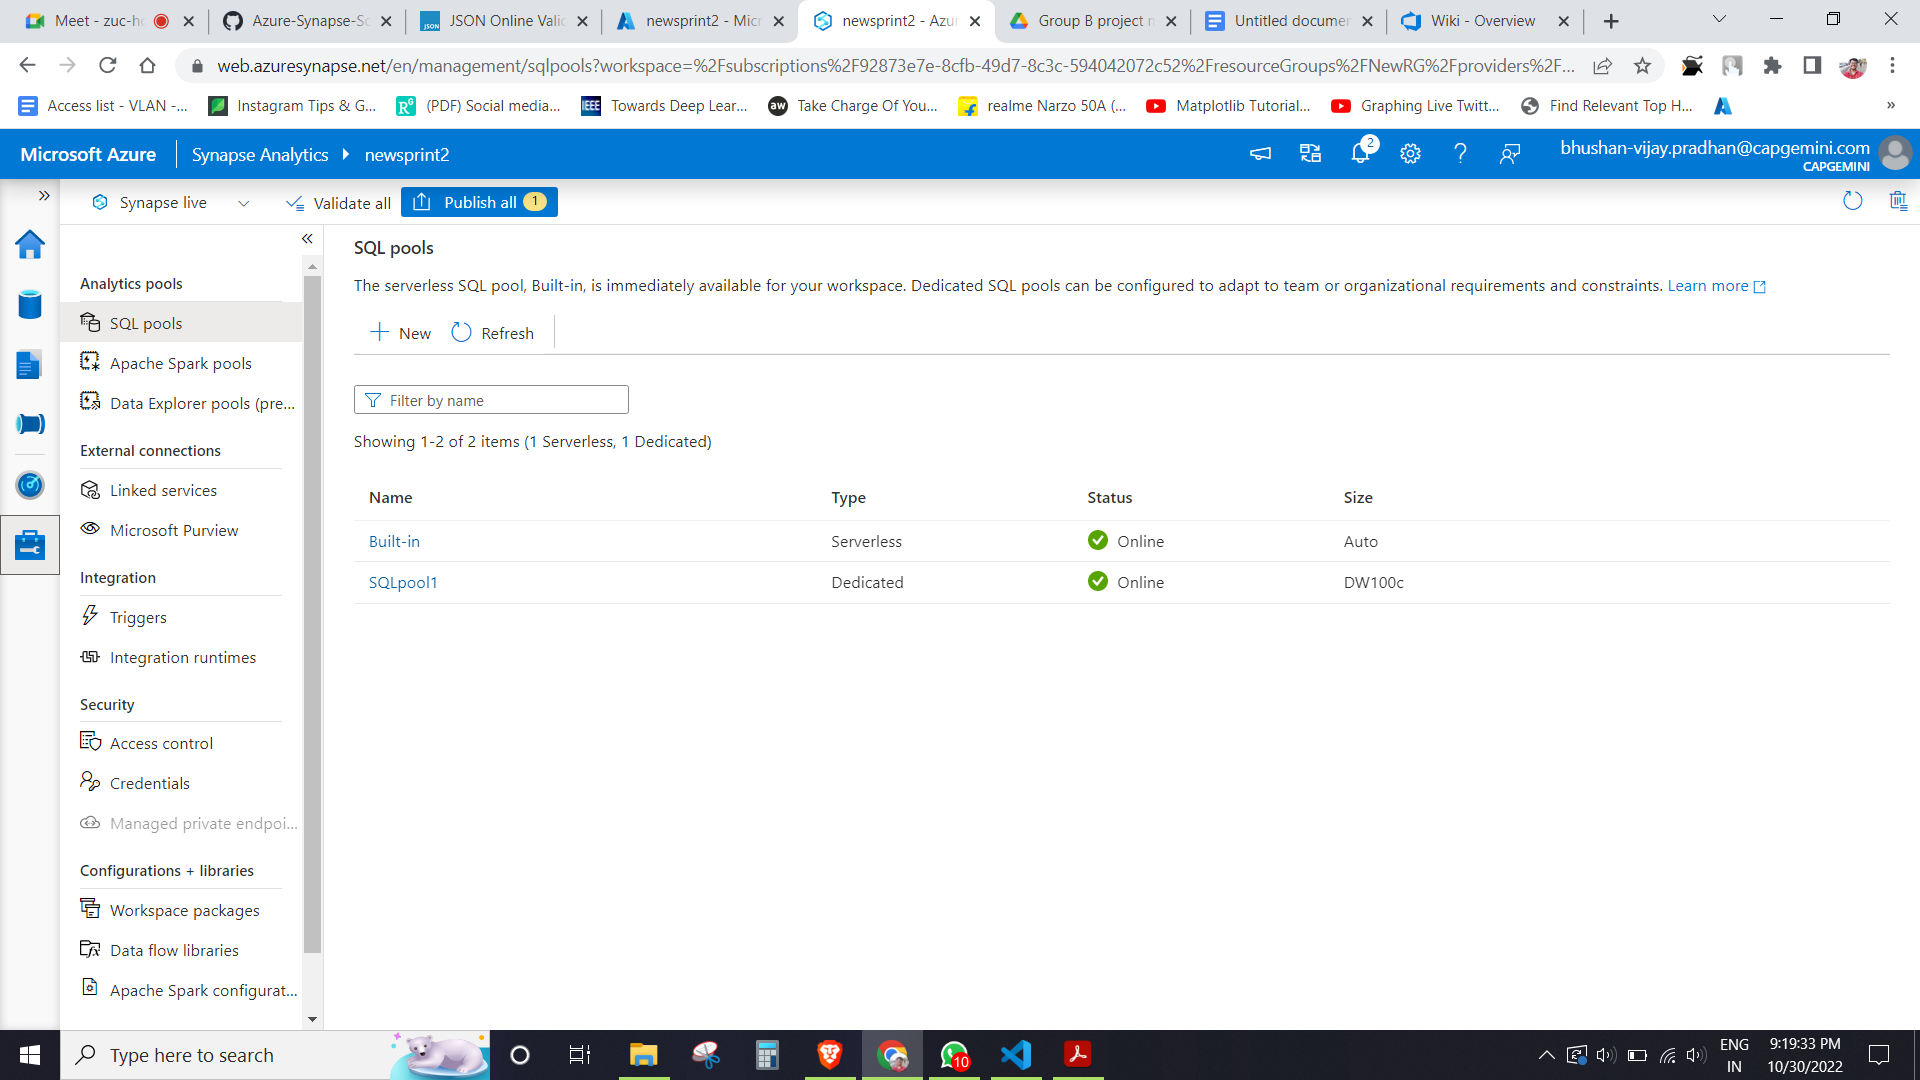 Meet - zuc-h
Azure-Synapse-Sc
JSON Online Valid
newsprint2 - Micr
newsprint2 - Azur
Group B project n
Untitled documen
Wiki - Overview
web.azuresynapse.net/en/management/sqlpools?workspace=%2Fsubscriptions%2F92873e7e-8cfb-49d7-8c3c-594042072c52%2FresourceGroups%2FNewRG%2Fproviders%2F...
Access list - VLAN -...
Instagram Tips & G...
(PDF) Social media...
Towards Deep Lear...
Take Charge Of You...
realme Narzo 50A (...
Matplotlib Tutorial...
Graphing Live Twitt...
Find Relevant Top H...
»
Microsoft Azure
Synapse Analytics
newsprint2
2
bhushan-vijay.pradhan@capgemini.com
CAPGEMINI
Synapse live
Validate all
Publish all 1
Analytics pools
SQL pools
Apache Spark pools
Data Explorer pools (pre...
External connections
Linked services
Microsoft Purview
Integration
Triggers
Integration runtimes
Security
Access control
Credentials
Managed private endpoi...
Configurations + libraries
Workspace packages
Data flow libraries
Apache Spark configurat...
SQL pools
The serverless SQL pool, Built-in, is immediately available for your workspace. Dedicated SQL pools can be configured to adapt to team or organizational requirements and constraints. Learn more
New Refresh
Filter by name
Showing 1-2 of 2 items (1 Serverless, 1 Dedicated)
Name Type Status Size
Built-in Serverless Online Auto
SQLpool1 Dedicated Online DW100c
Type here to search
10
ENG
IN
9:19:33 PM
10/30/2022